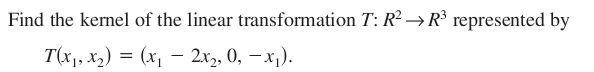 Find the kernel of the linear transformation T: R² → R³ represented by
T(x₁, x₂) = (x₁ − 2x₂, 0, −x₁).